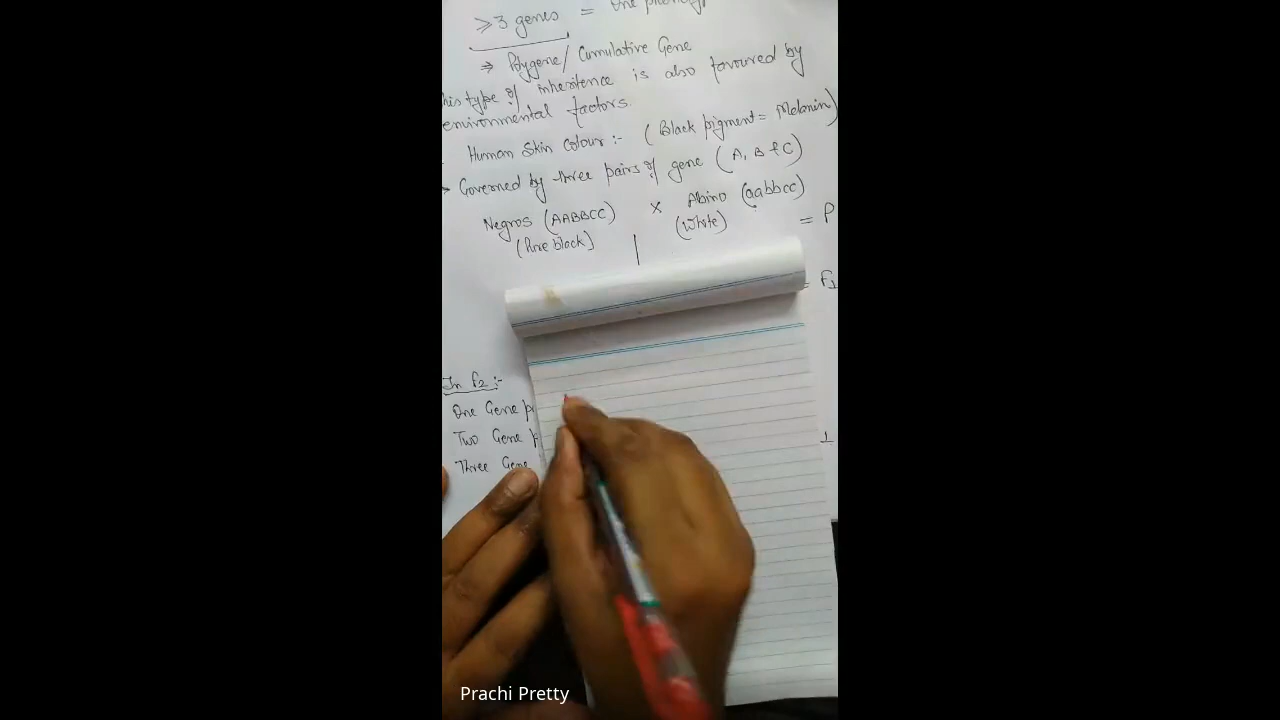 ≥3 genes = One
⇒ Polygene/ Cumulative Gene
this type of inheritence is also favoured by
environmental factors.
Human Skin Colour :- ( Black pigment = Melanin)
→ Governed by three pairs of gene ( A, B & C)
Negros (AABBCC) X Albino (aabbcc)
(Pure black) (White) = P
= F1
In F2 :-
One Gene
Two Gene
Three Gene
1
Prachi Pretty